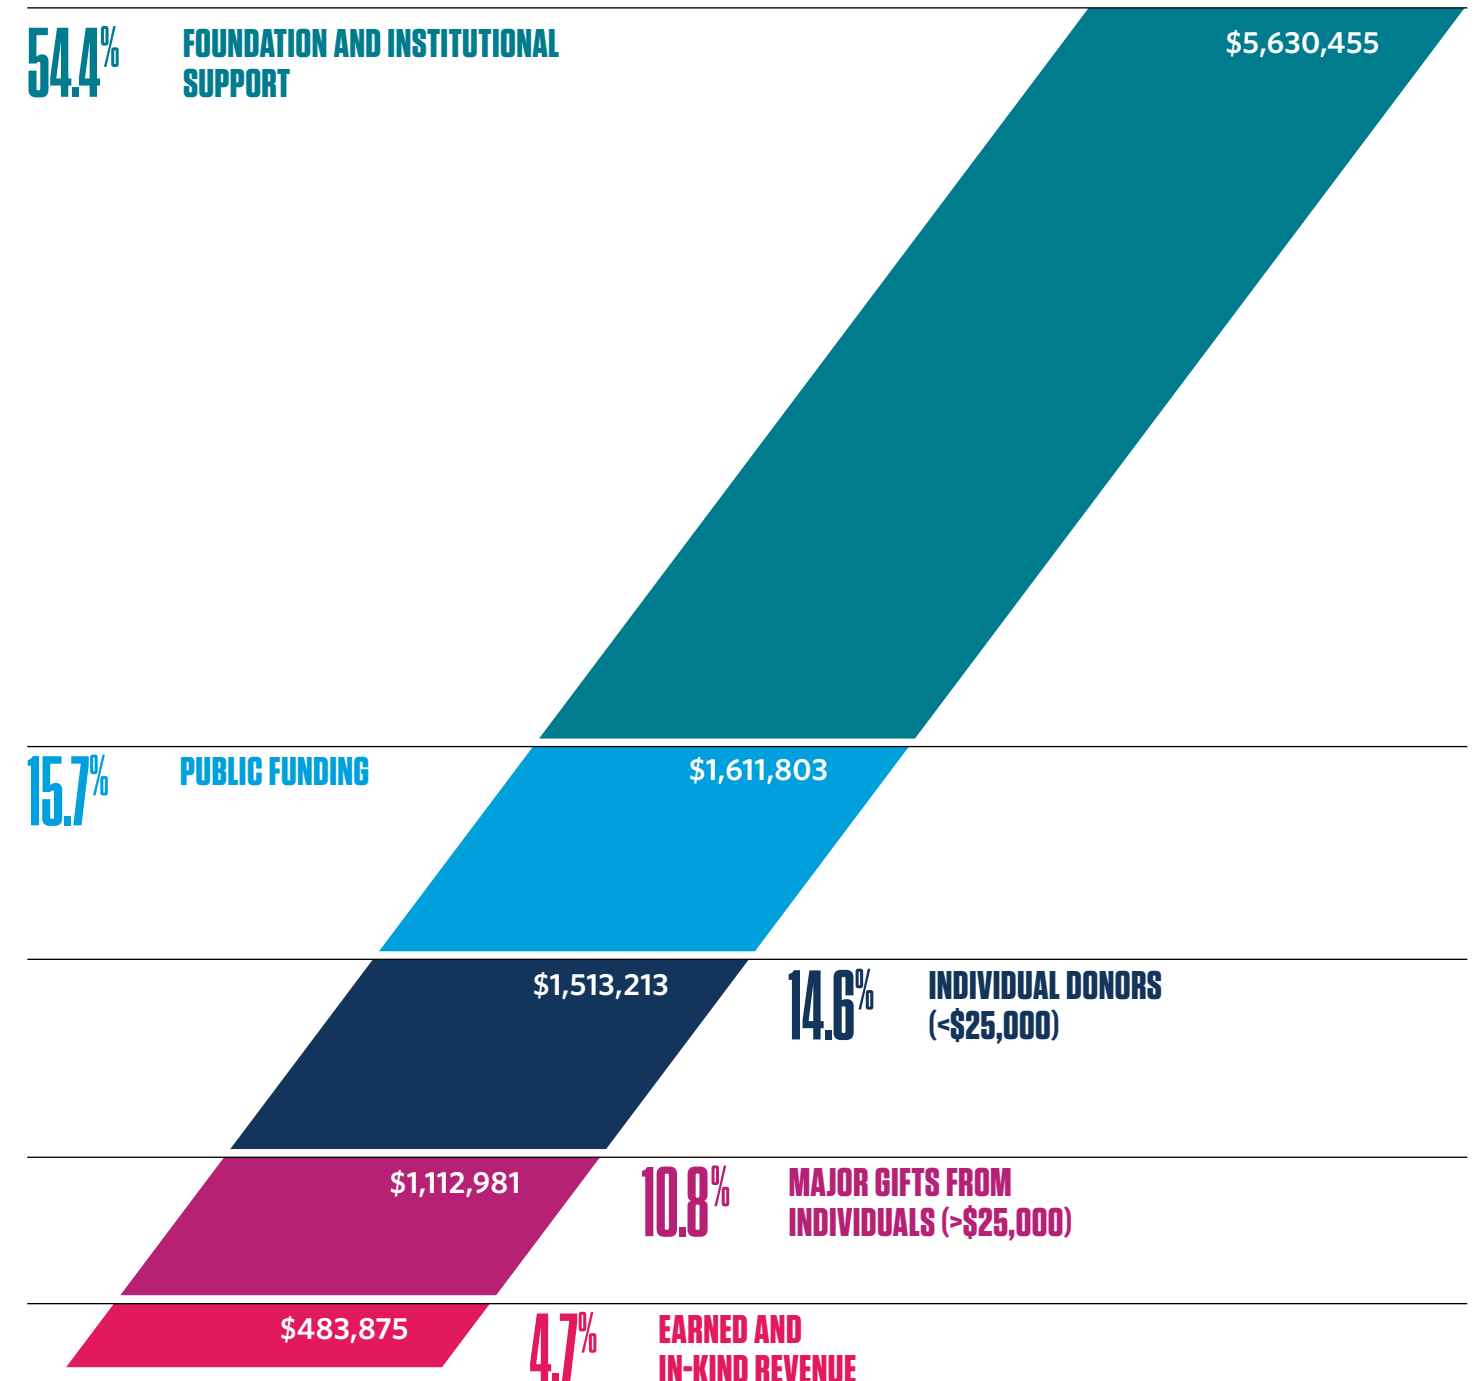 54.4%
FOUNDATION AND INSTITUTIONAL
SUPPORT
$5,630,455
15.7%
PUBLIC FUNDING
$1,611,803
$1,513,213
14.6%
INDIVIDUAL DONORS
(<$25,000)
$1,112,981
10.8%
MAJOR GIFTS FROM
INDIVIDUALS (>$25,000)
$483,875
4.7%
EARNED AND
IN-KIND REVENUE